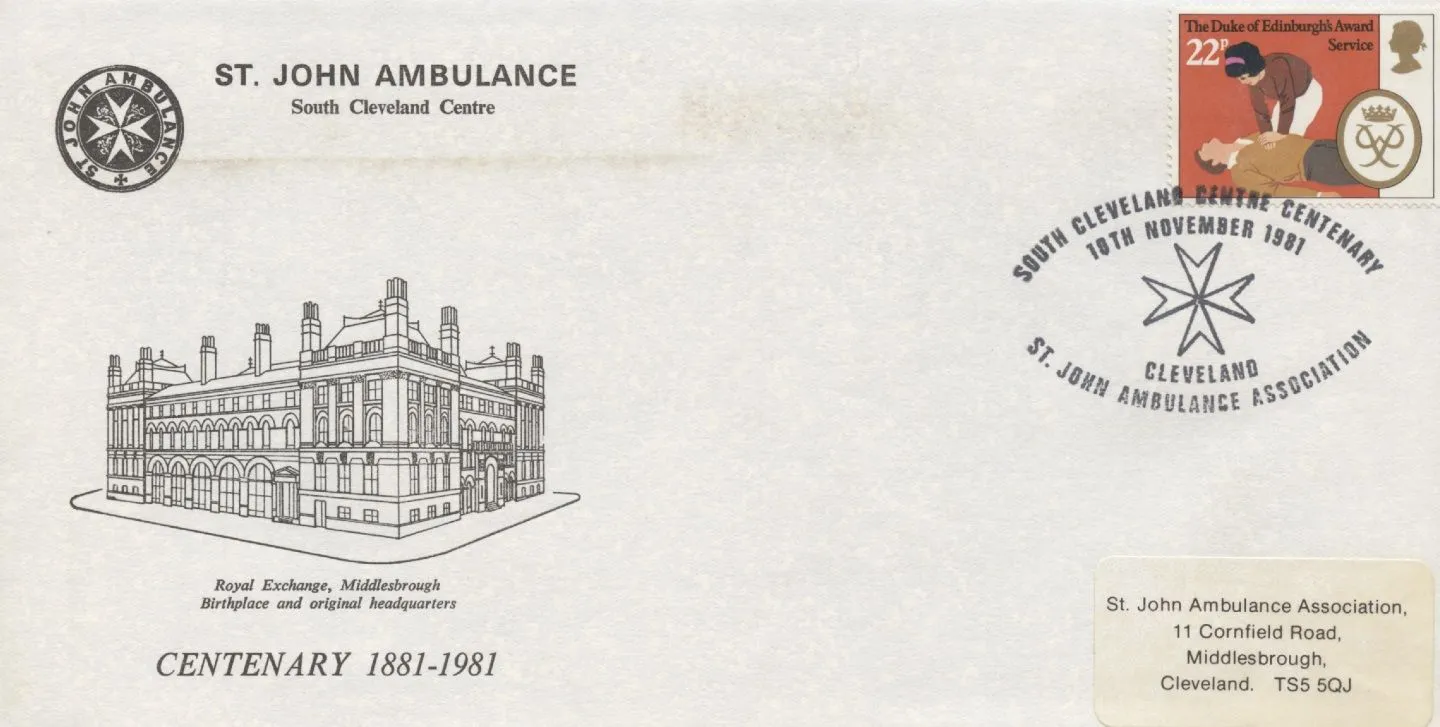 ST JOHN AMBULANCE
ST. JOHN AMBULANCE
South Cleveland Centre
The Duke of Edinburgh's Award
Service
22P
SOUTH CLEVELAND CENTRE CENTENARY
19TH NOVEMBER 1981
CLEVELAND
ST. JOHN AMBULANCE ASSOCIATION
Royal Exchange, Middlesbrough
Birthplace and original headquarters
CENTENARY 1881-1981
St. John Ambulance Association,
11 Cornfield Road,
Middlesbrough,
Cleveland. TS5 5QJ